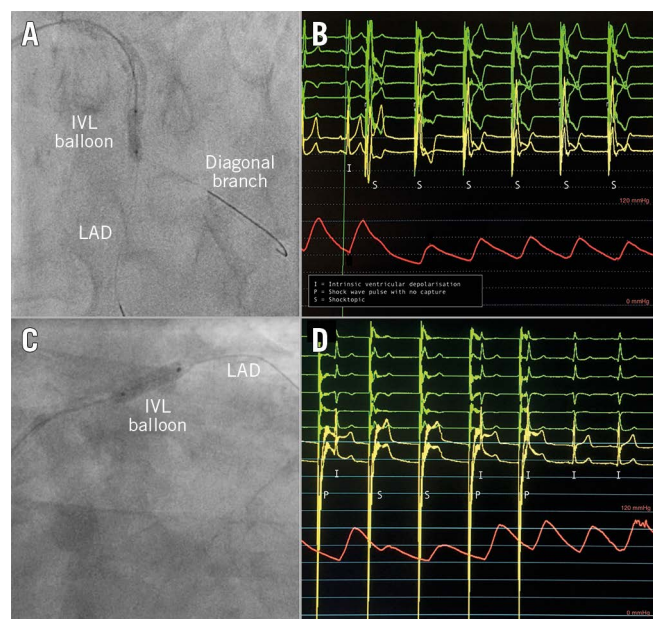 A
IVL
balloon
Diagonal
branch
LAD
B
I
S
S
S
S
S
S
120 mmHg
I = Intrinsic ventricular depolarisation
P = Shock wave pulse with no capture
S = Shocktopic
0 mmHg
C
LAD
IVL
balloon
D
I
I
I
I
I
P
S
S
P
P
120 mmHg
0 mmHg